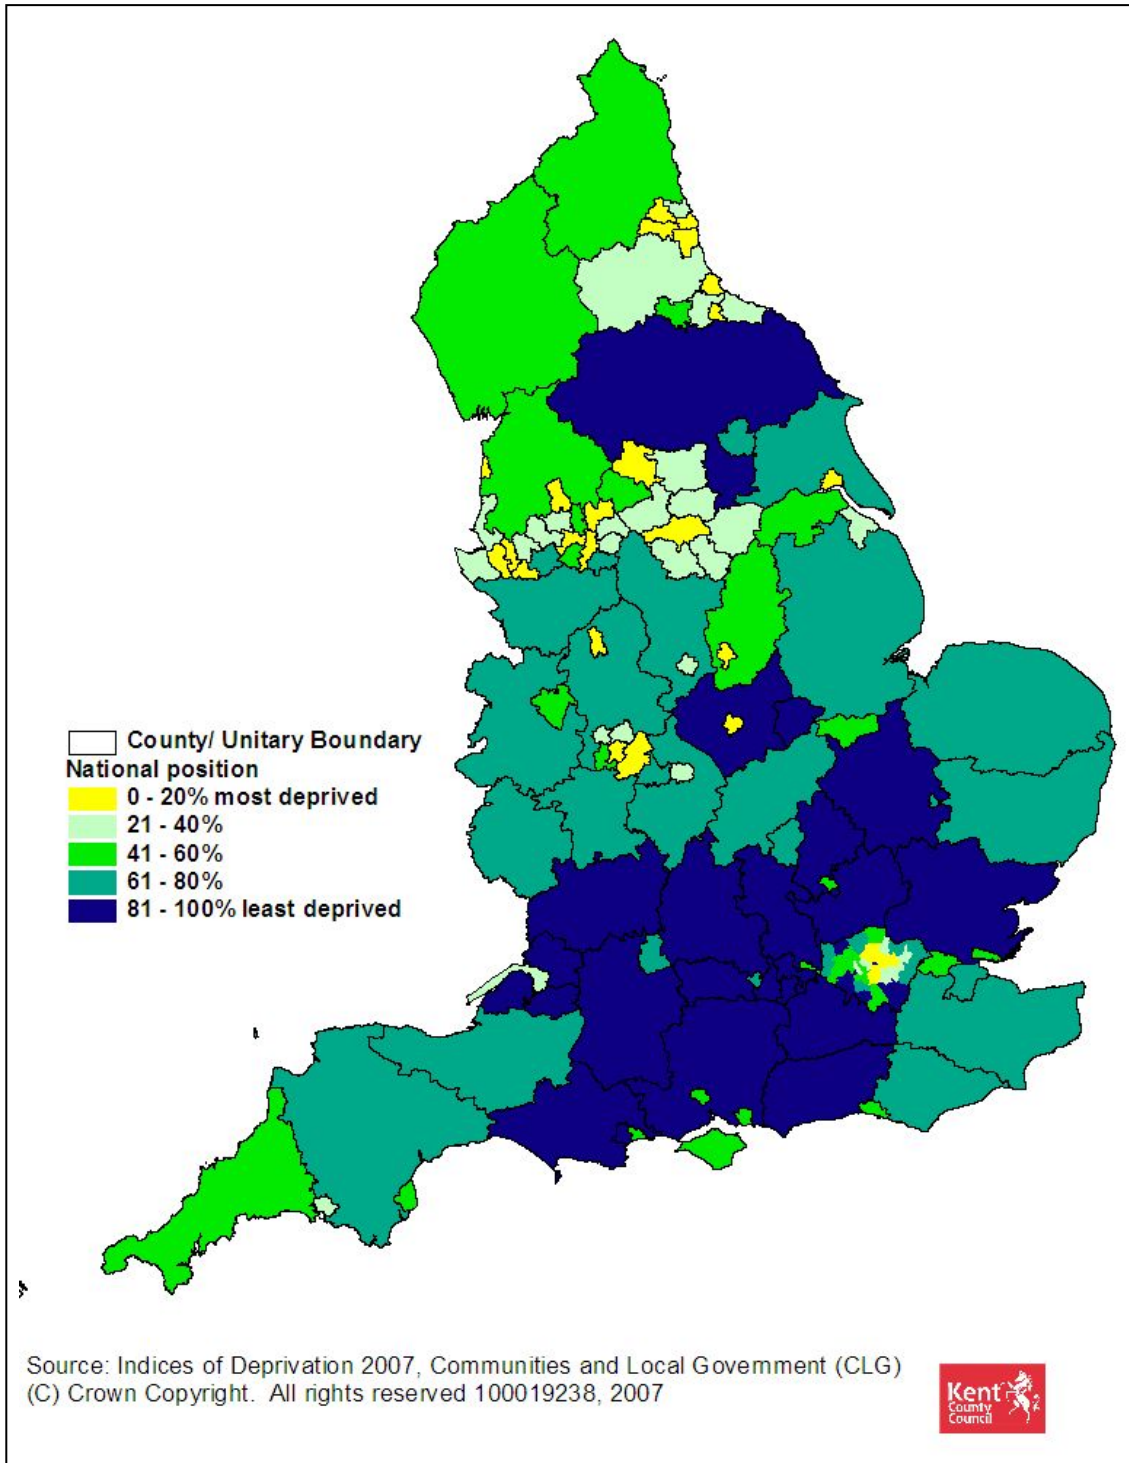 County/ Unitary Boundary
National position
0 - 20% most deprived
21 - 40%
41 - 60%
61 - 80%
81 - 100% least deprived
Source: Indices of Deprivation 2007, Communities and Local Government (CLG)
(C) Crown Copyright.  All rights reserved 100019238, 2007
Kent
County
Council